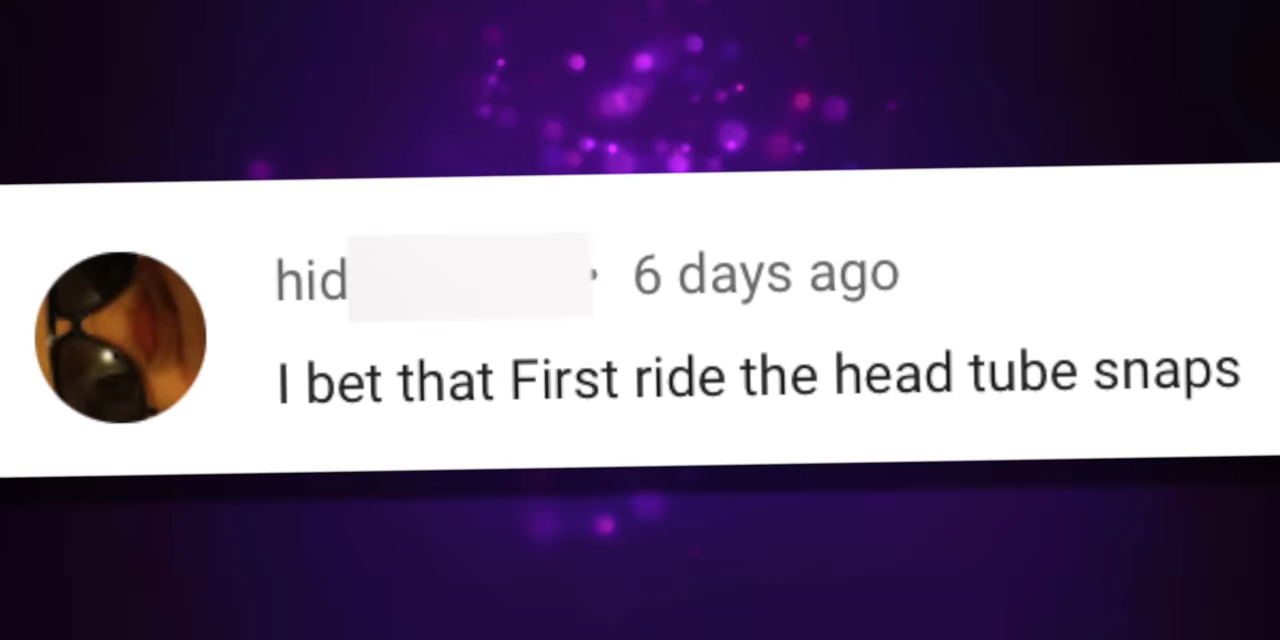 hid • 6 days ago
I bet that First ride the head tube snaps